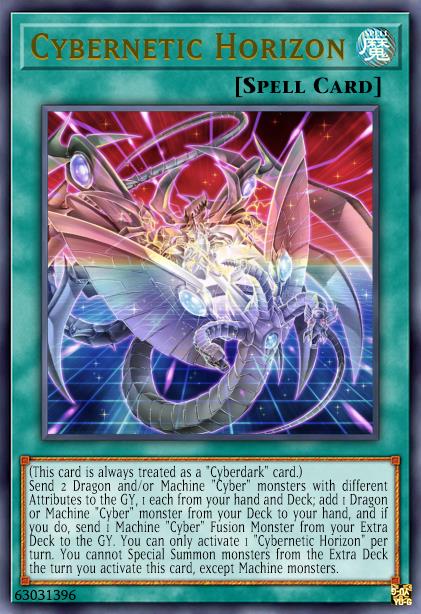 CYBERNETIC HORIZON
魔
[SPELL CARD]
(This card is always treated as a "Cyberdark" card.)
Send 2 Dragon and/or Machine "Cyber" monsters with different
Attributes to the GY, 1 each from your hand and Deck; add 1 Dragon
or Machine "Cyber" monster from your Deck to your hand, and if
you do, send 1 Machine "Cyber" Fusion Monster from your Extra
Deck to the GY. You can only activate 1 "Cybernetic Horizon" per
turn. You cannot Special Summon monsters from the Extra Deck
the turn you activate this card, except Machine monsters.
63031396